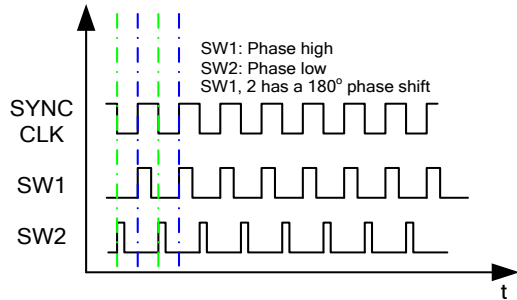 SW1: Phase high
SW2: Phase low
SW1, 2 has a 180° phase shift
SYNC
CLK
SW1
SW2
t